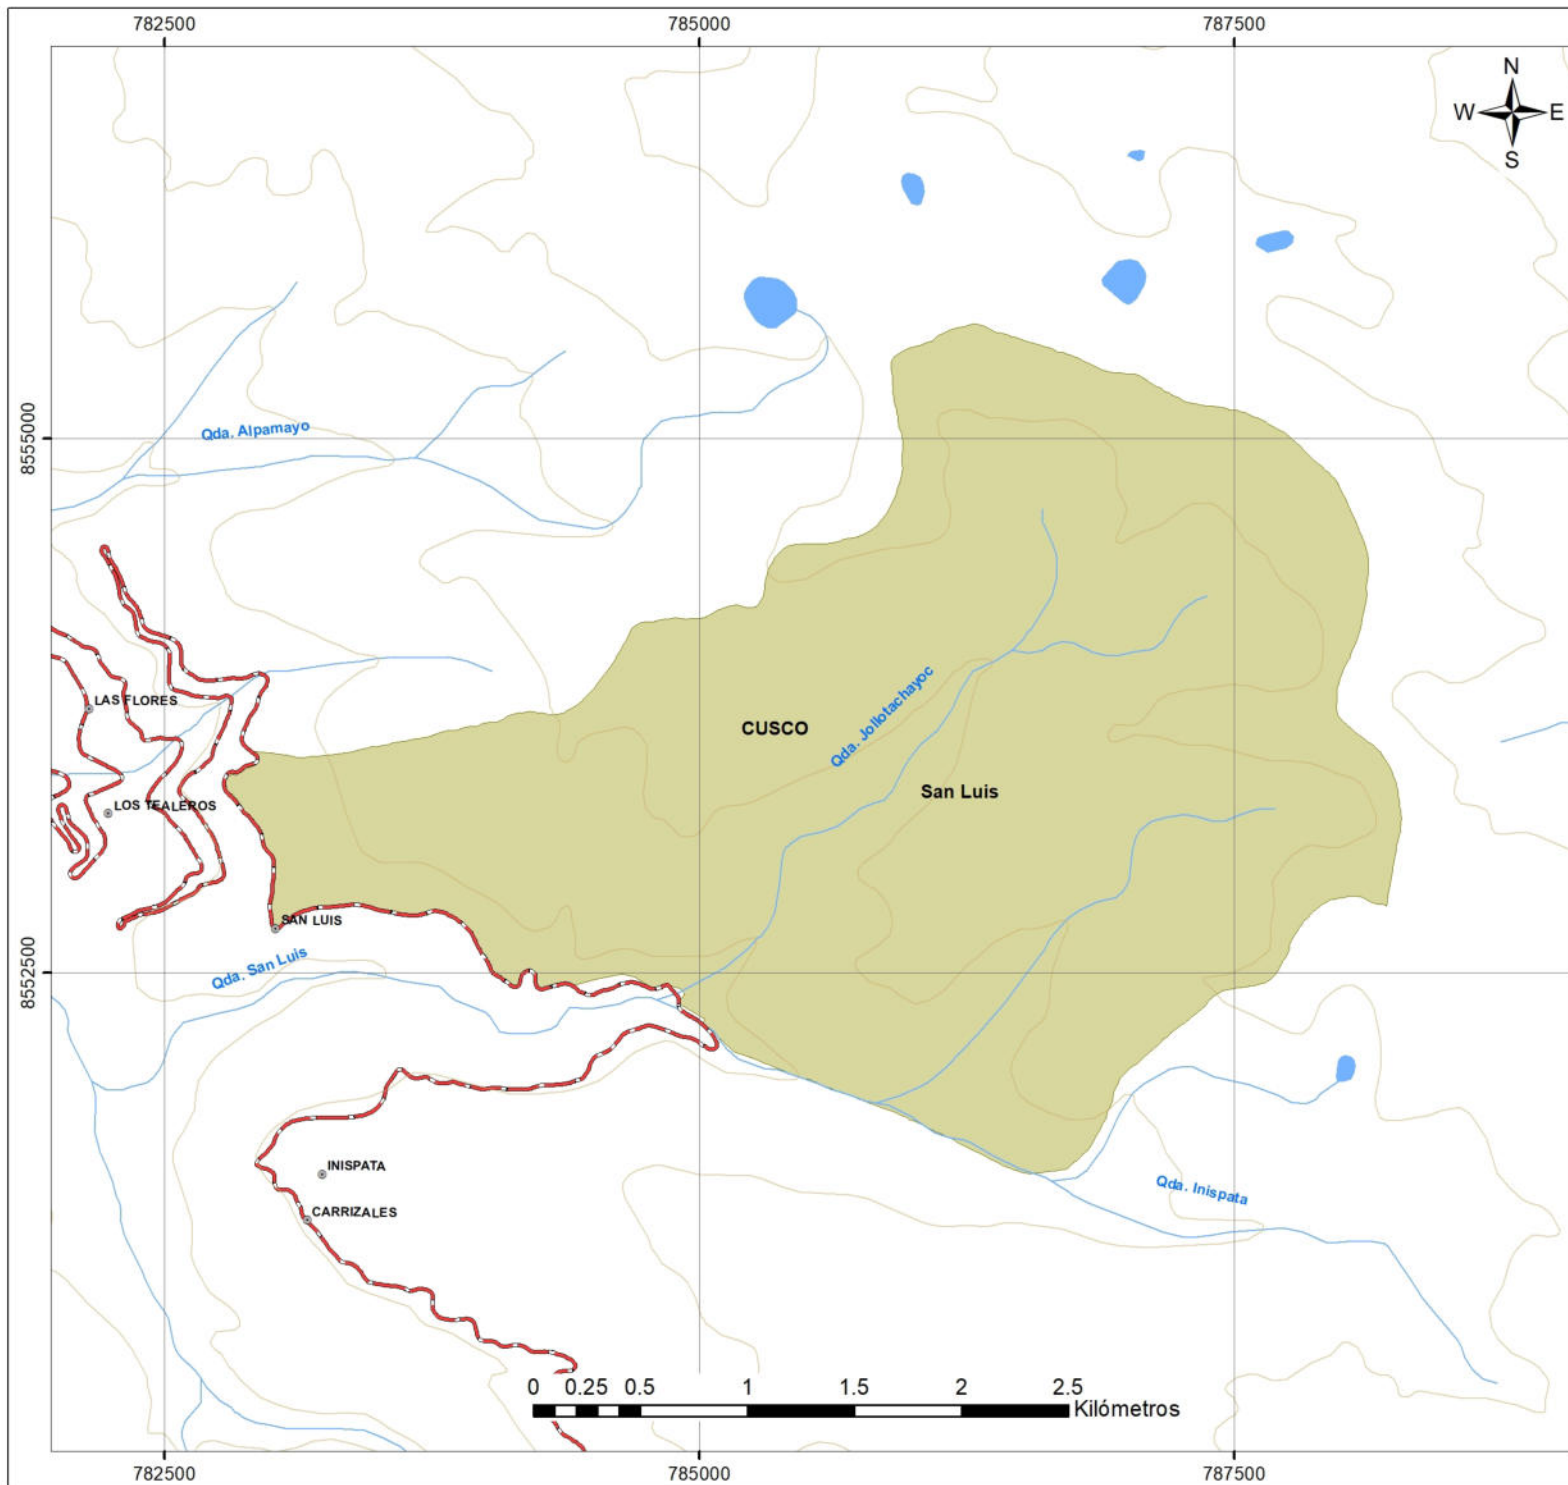 782500 785000 787500
N
W E
S
8555000
Qda. Alpamayo
LAS FLORES
CUSCO
Qda. Jollotachayoc
San Luis
LOS TEALEROS
SAN LUIS
Qda. San Luis
8552500
INISPATA
Qda. Inispata
CARRIZALES
0 0.25 0.5 1 1.5 2 2.5
Kilómetros
782500 785000 787500